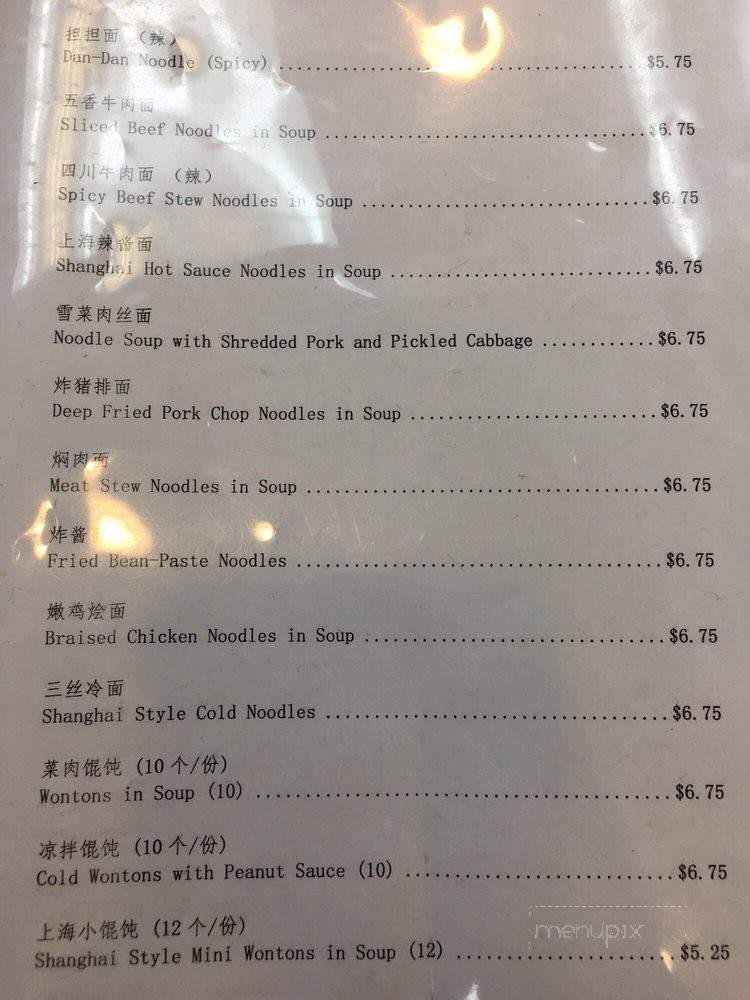 担担面 （辣）
Dan-Dan Noodle (Spicy) ........................................ $5.75
五香牛肉面
Sliced Beef Noodles in Soup ................................... $6.75
四川牛肉面 （辣）
Spicy Beef Stew Noodles in Soup ............................... $6.75
上海辣酱面
Shanghai Hot Sauce Noodles in Soup ............................ $6.75
雪菜肉丝面
Noodle Soup with Shredded Pork and Pickled Cabbage ............ $6.75
炸猪排面
Deep Fried Pork Chop Noodles in Soup .......................... $6.75
焖肉面
Meat Stew Noodles in Soup ..................................... $6.75
炸酱
Fried Bean-Paste Noodles ...................................... $6.75
嫩鸡烩面
Braised Chicken Noodles in Soup ............................... $6.75
三丝冷面
Shanghai Style Cold Noodles ................................... $6.75
菜肉馄饨 (10 个/份)
Wontons in Soup (10) .......................................... $6.75
凉拌馄饨 (10 个/份)
Cold Wontons with Peanut Sauce (10) ........................... $6.75
上海小馄饨 (12 个/份)
Shanghai Style Mini Wontons in Soup (12) ...................... $5.25
menupix